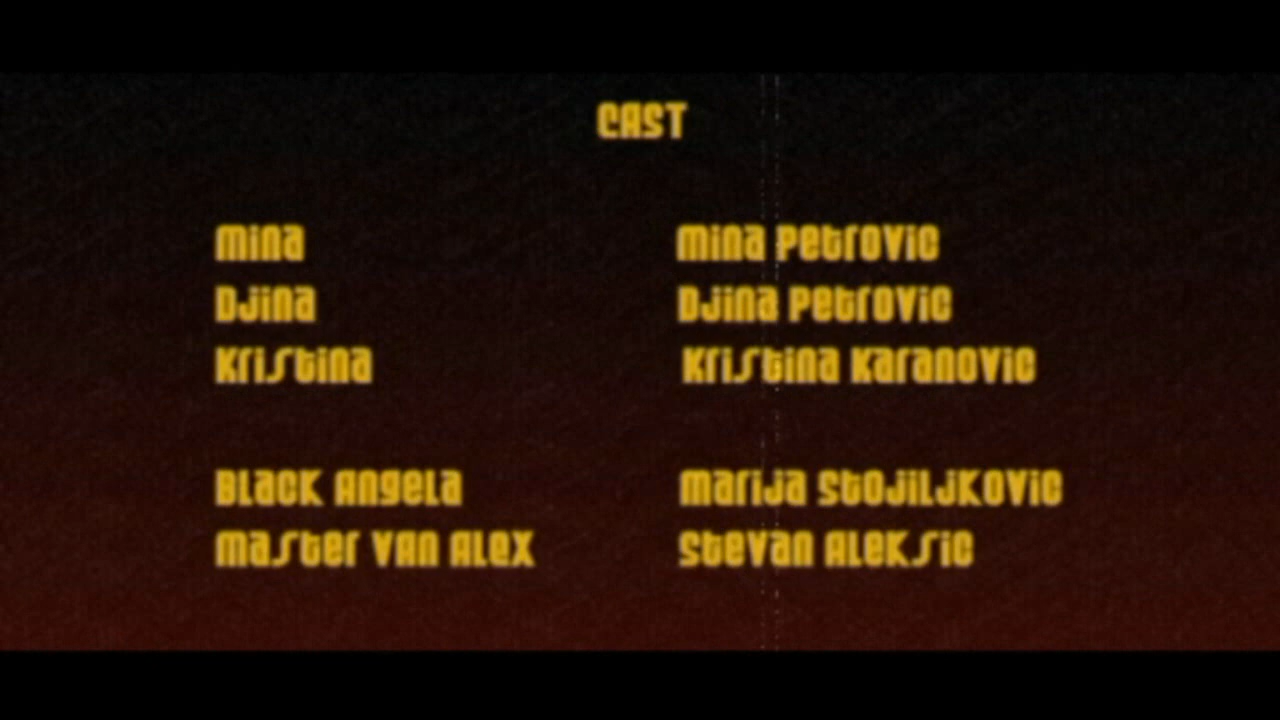 CAST
Mina Mina Petrovic
Djina Djina Petrovic
Kristina Kristina Karanovic
Black Angela Marija Stojiljkovic
Master Van Alex Stevan Aleksic